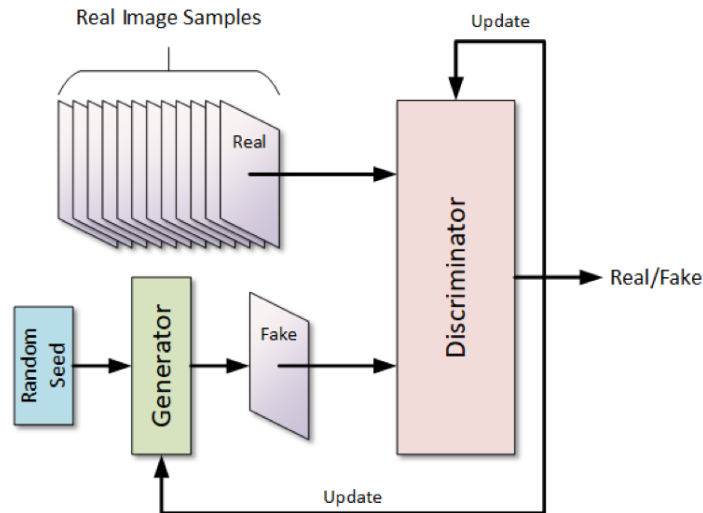 Real Image Samples
Update
Real
Discriminator
Real/Fake
Random
Seed
Generator
Fake
Update